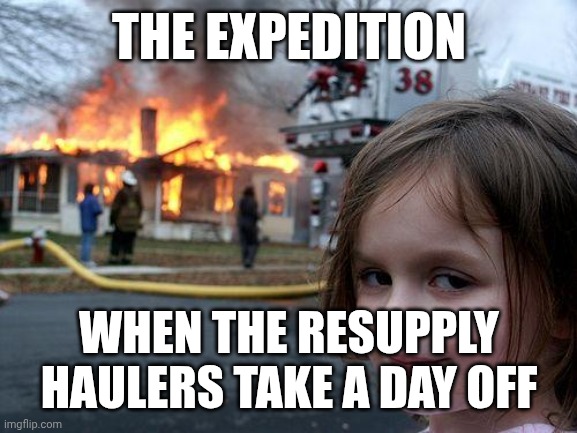 THE EXPEDITION
38
WHEN THE RESUPPLY
HAULERS TAKE A DAY OFF
imgflip.com